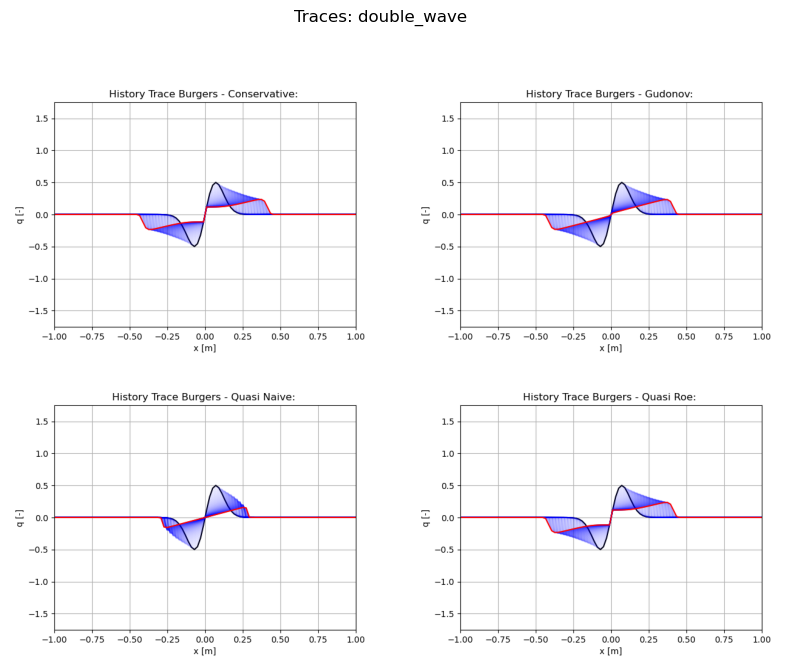 Traces: double_wave
History Trace Burgers - Conservative:
1.5
1.0
0.5
0.0
−0.5
−1.0
−1.5
q [-]
−1.00 −0.75 −0.50 −0.25 0.00 0.25 0.50 0.75 1.00
x [m]
History Trace Burgers - Gudonov:
1.5
1.0
0.5
0.0
−0.5
−1.0
−1.5
q [-]
−1.00 −0.75 −0.50 −0.25 0.00 0.25 0.50 0.75 1.00
x [m]
History Trace Burgers - Quasi Naive:
1.5
1.0
0.5
0.0
−0.5
−1.0
−1.5
q [-]
−1.00 −0.75 −0.50 −0.25 0.00 0.25 0.50 0.75 1.00
x [m]
History Trace Burgers - Quasi Roe:
1.5
1.0
0.5
0.0
−0.5
−1.0
−1.5
q [-]
−1.00 −0.75 −0.50 −0.25 0.00 0.25 0.50 0.75 1.00
x [m]